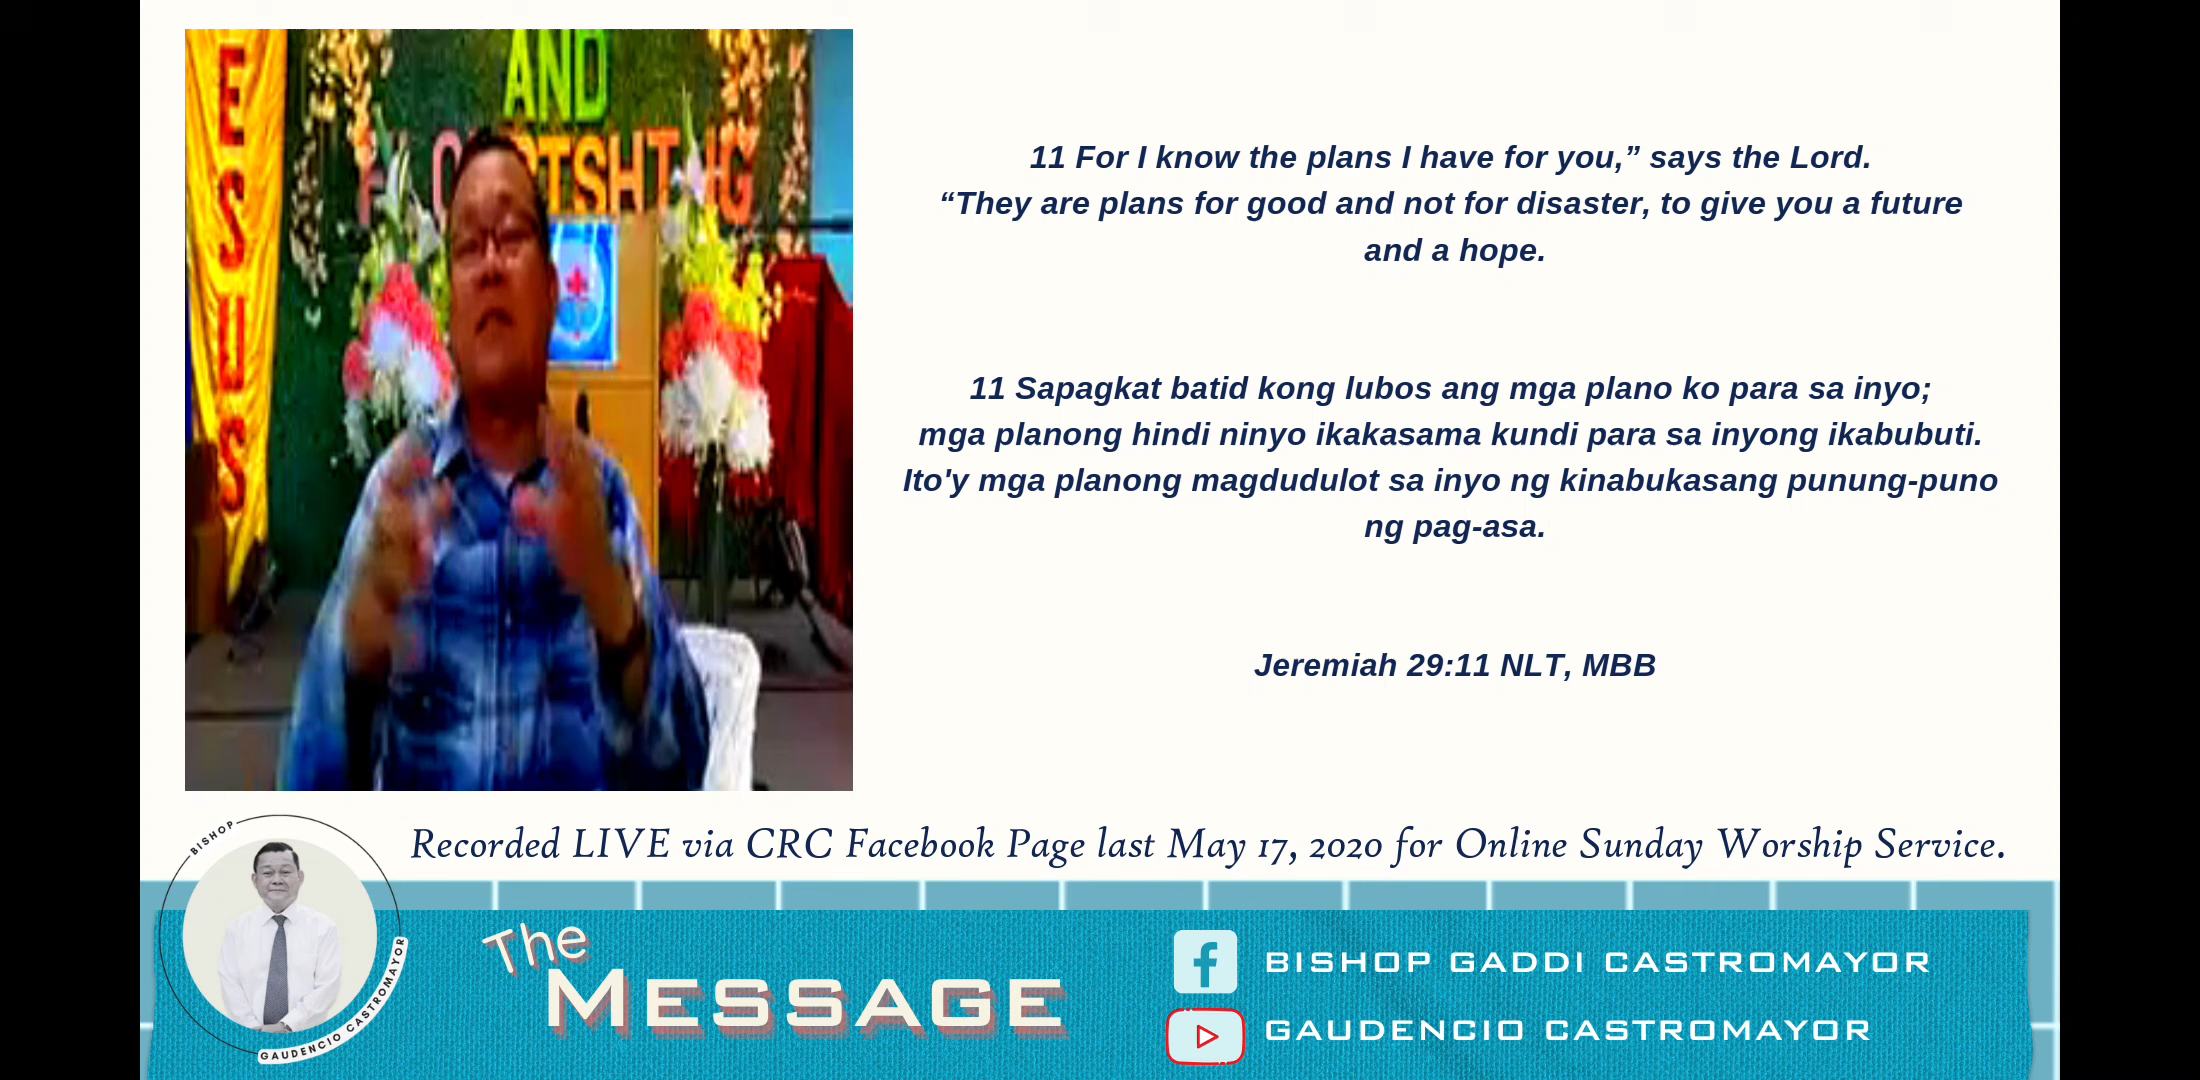 ESUS
AND
11 For I know the plans I have for you,” says the Lord.
“They are plans for good and not for disaster, to give you a future
and a hope.
11 Sapagkat batid kong lubos ang mga plano ko para sa inyo;
mga planong hindi ninyo ikakasama kundi para sa inyong ikabubuti.
Ito'y mga planong magdudulot sa inyo ng kinabukasang punung-puno
ng pag-asa.
Jeremiah 29:11 NLT, MBB
Recorded LIVE via CRC Facebook Page last May 17, 2020 for Online Sunday Worship Service.
BISHOP
GAUDENCIO CASTROMAYOR
The
MESSAGE
BISHOP GADDI CASTROMAYOR
GAUDENCIO CASTROMAYOR